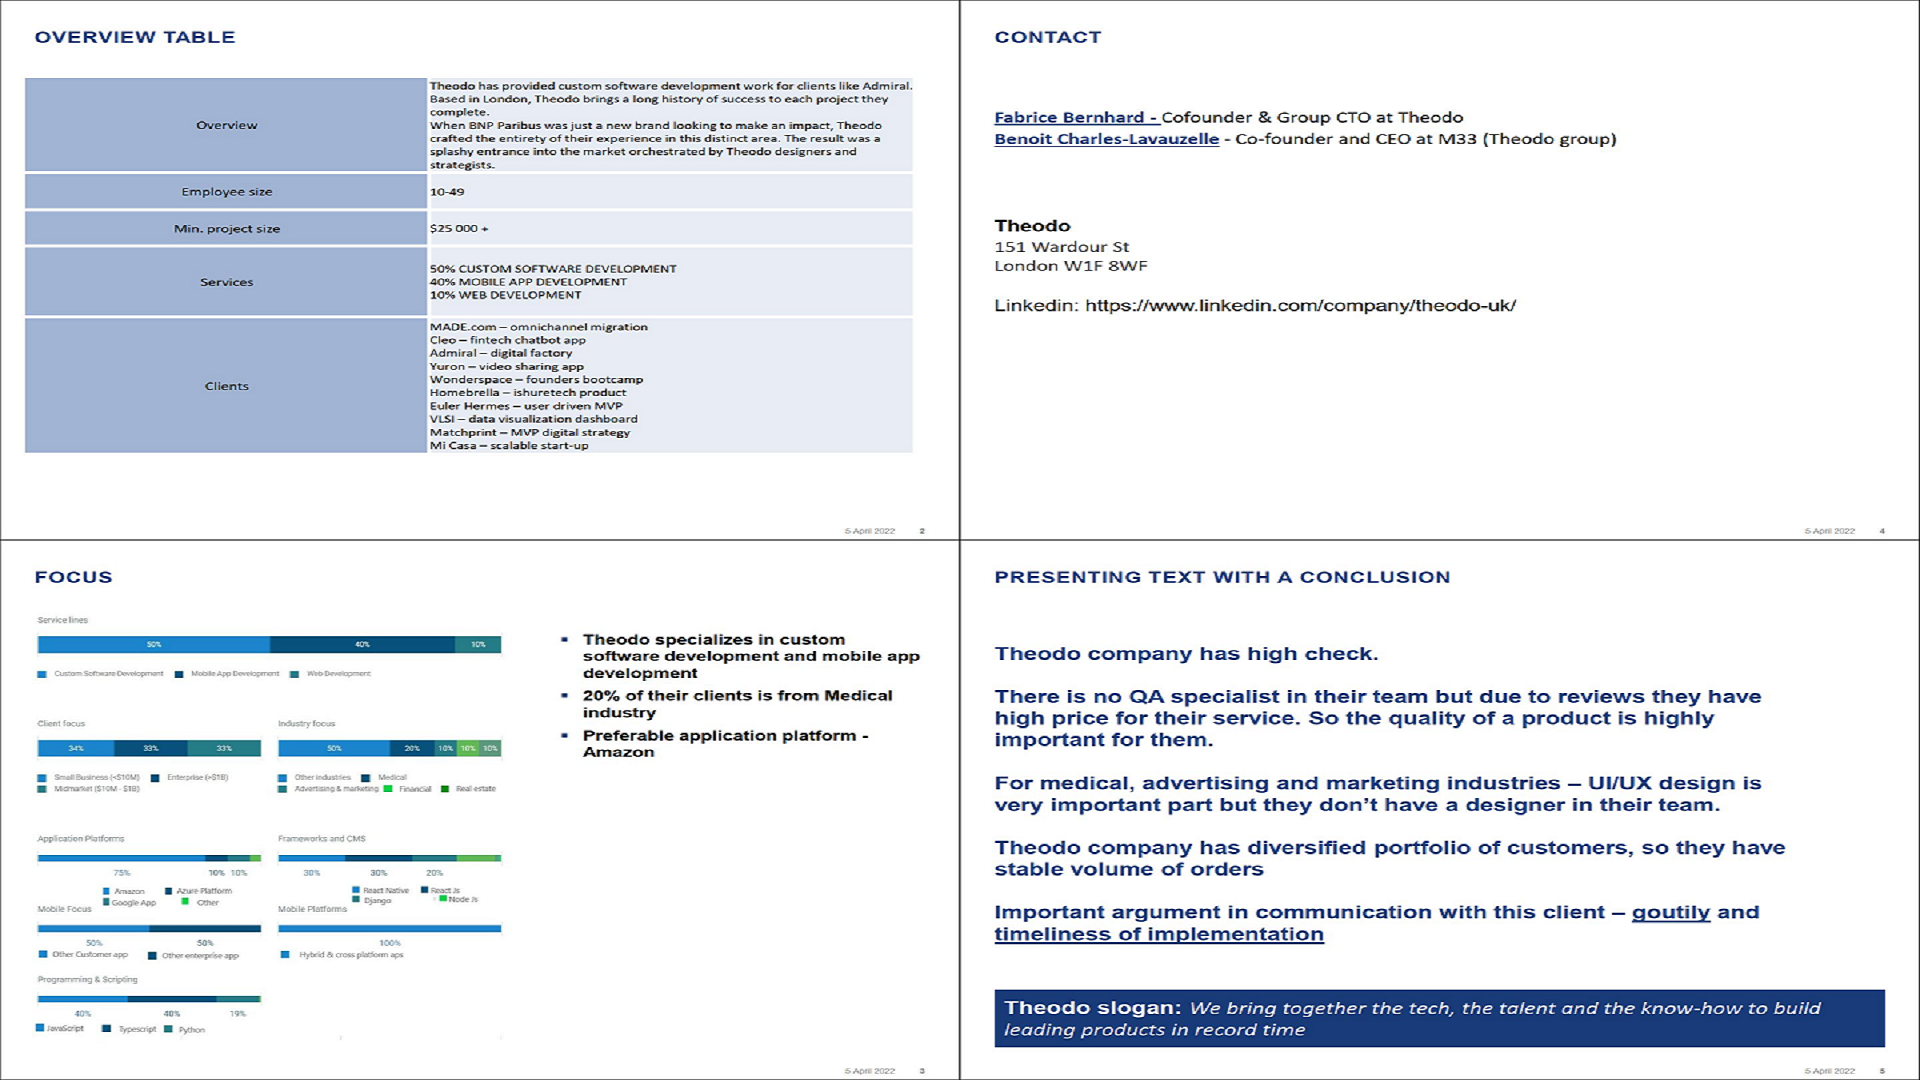 OVERVIEW TABLE
Overview
Theodo has provided custom software development work for clients like Admiral.
Based in London, Theodo brings a long history of success to each project they
complete.
When BNP Paribus was just a new brand looking to make an impact, Theodo
crafted the entirety of their experience in this distinct area. The result was a
splashy entrance into the market orchestrated by Theodo designers and
strategists.
Employee size
10-49
Min. project size
$25 000 +
Services
50% CUSTOM SOFTWARE DEVELOPMENT
40% MOBILE APP DEVELOPMENT
10% WEB DEVELOPMENT
Clients
MADE.com – omnichannel migration
Cleo – fintech chatbot app
Admiral – digital factory
Yuron – video sharing app
Wonderspace – founders bootcamp
Homebrella – ishuretech product
Euler Hermes – user driven MVP
VLSI – data visualization dashboard
Matchprint – MVP digital strategy
Mi Casa – scalable start-up
5 April 2022 2
CONTACT
Fabrice Bernhard - Cofounder & Group CTO at Theodo
Benoit Charles-Lavauzelle - Co-founder and CEO at M33 (Theodo group)
Theodo
151 Wardour St
London W1F 8WF
Linkedin: https://www.linkedin.com/company/theodo-uk/
5 April 2022 4
FOCUS
Service lines
50% 40% 10%
Custom Software Development Mobile App Development Web Development
Client focus
34% 33% 33%
Small Business (<$10M) Enterprise (>$1B)
Midmarket ($10M - $1B)
Industry focus
50% 20% 10% 10% 10%
Other industries Medical
Advertising & marketing Financial Real estate
Application Platforms
75% 10% 10%
Amazon Azure Platform
Google App Other
Frameworks and CMS
30% 30% 20%
React Native React Js
Django Node Js
Mobile Focus
50% 50%
Other Customer app Other enterprise app
Mobile Platforms
100%
Hybrid & cross platform aps
Programming & Scripting
40% 40% 19%
JavaScript Typescript Python
Theodo specializes in custom
software development and mobile app
development
20% of their clients is from Medical
industry
Preferable application platform -
Amazon
5 April 2022 3
PRESENTING TEXT WITH A CONCLUSION
Theodo company has high check.
There is no QA specialist in their team but due to reviews they have
high price for their service. So the quality of a product is highly
important for them.
For medical, advertising and marketing industries – UI/UX design is
very important part but they don’t have a designer in their team.
Theodo company has diversified portfolio of customers, so they have
stable volume of orders
Important argument in communication with this client – goutily and
timeliness of implementation
Theodo slogan: We bring together the tech, the talent and the know-how to build
leading products in record time
5 April 2022 5